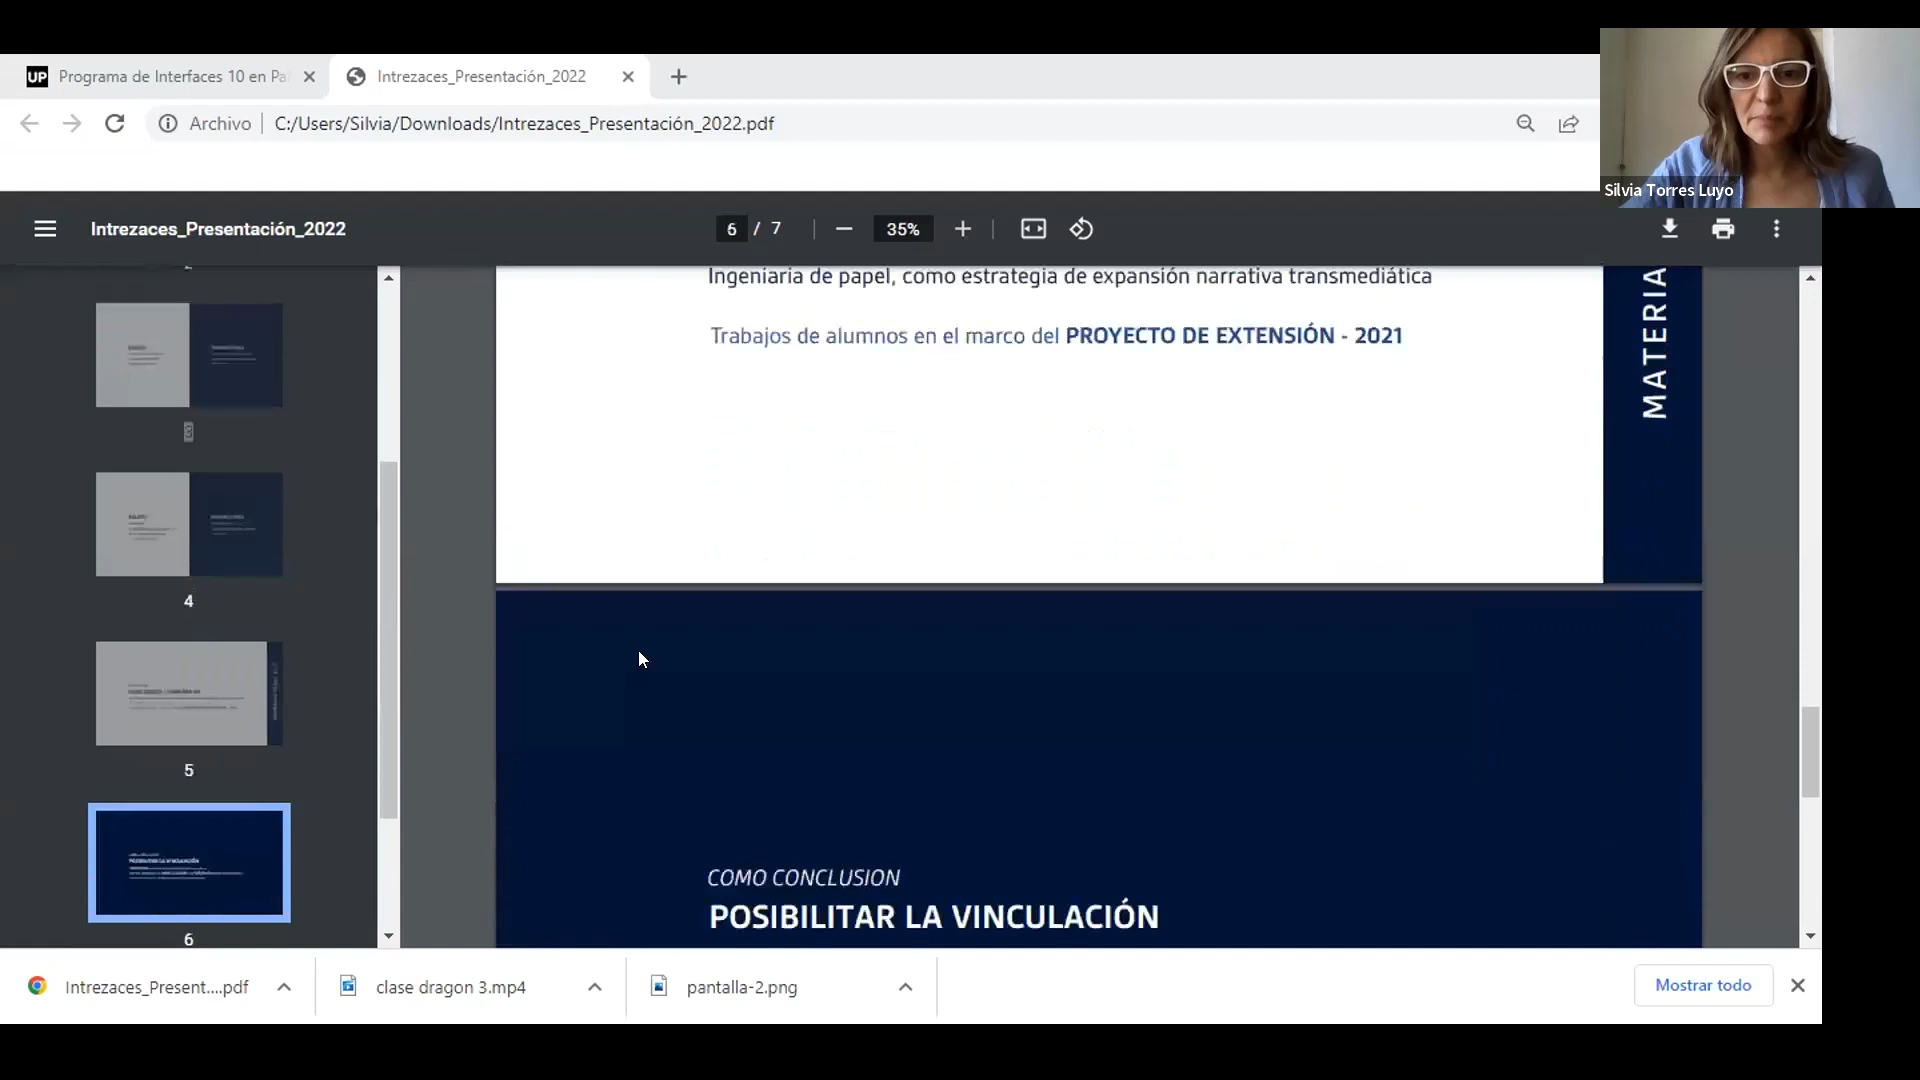 UP Programa de Interfaces 10 en Pa
Intrezaces_Presentación_2022
Archivo
C:/Users/Silvia/Downloads/Intrezaces_Presentación_2022.pdf
Silvia Torres Luyo
Intrezaces_Presentación_2022
6 / 7
35%
2
3
4
5
6
Ingeniaria de papel, como estrategia de expansión narrativa transmediática
Trabajos de alumnos en el marco del PROYECTO DE EXTENSIÓN - 2021
MATERIA
COMO CONCLUSION
POSIBILITAR LA VINCULACIÓN
Intrezaces_Present....pdf
clase dragon 3.mp4
pantalla-2.png
Mostrar todo